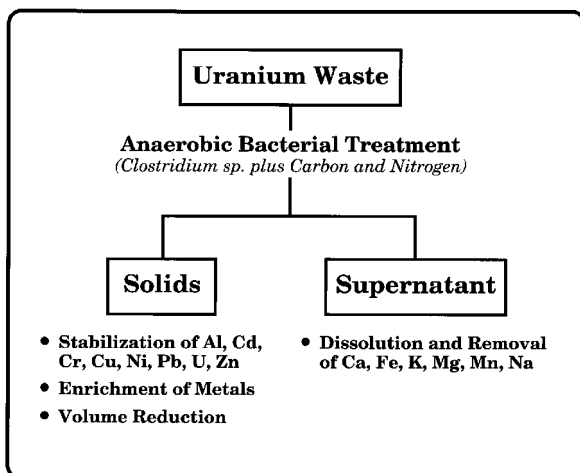 Uranium Waste
Anaerobic Bacterial Treatment
(Clostridium sp. plus Carbon and Nitrogen)
Solids
• Stabilization of Al, Cd,
Cr, Cu, Ni, Pb, U, Zn
• Enrichment of Metals
• Volume Reduction
Supernatant
• Dissolution and Removal
of Ca, Fe, K, Mg, Mn, Na